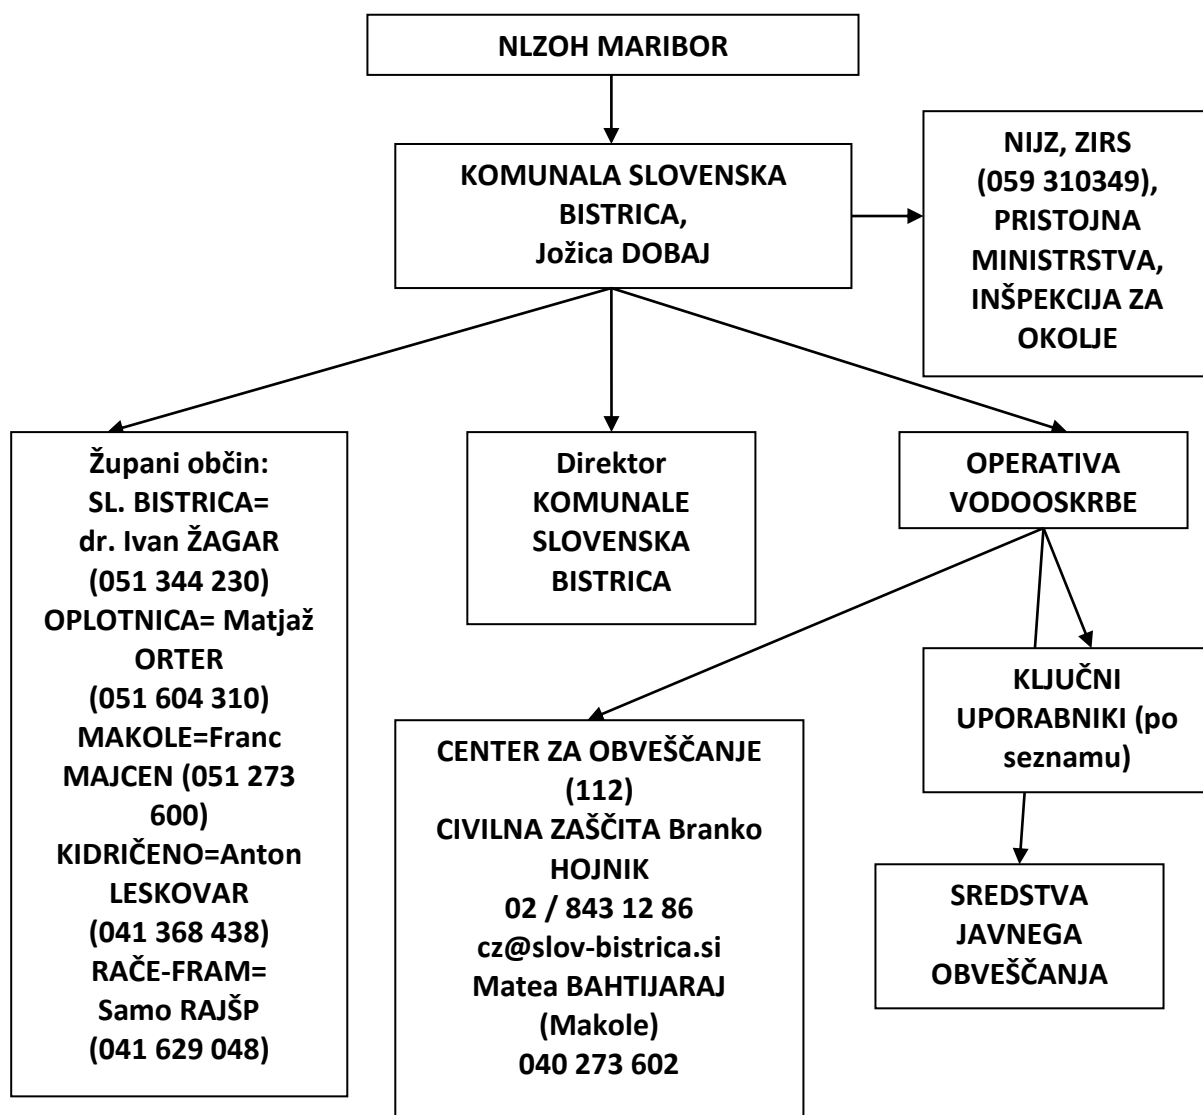 NLZOH MARIBOR
KOMUNALA SLOVENSKA
BISTRICA,
Jožica DOBAJ
NIJZ, ZIRS
(059 310349),
PRISTOJNA
MINISTRSTVA,
INŠPEKCIJA ZA
OKOLJE
Župani občin:
SL. BISTRICA=
dr. Ivan ŽAGAR
(051 344 230)
OPLOTNICA= Matjaž
ORTER
(051 604 310)
MAKOLE=Franc
MAJCEN (051 273
600)
KIDRIČENO=Anton
LESKOVAR
(041 368 438)
RAČE-FRAM=
Samo RAJŠP
(041 629 048)
Direktor
KOMUNALE
SLOVENSKA
BISTRICA
OPERATIVA
VODOOSKRBE
CENTER ZA OBVEŠČANJE
(112)
CIVILNA ZAŠČITA Branko
HOJNIK
02 / 843 12 86
cz@slov-bistrica.si
Matea BAHTIJARAJ
(Makole)
040 273 602
KLJUČNI
UPORABNIKI (po
seznamu)
SREDSTVA
JAVNEGA
OBVEŠČANJA